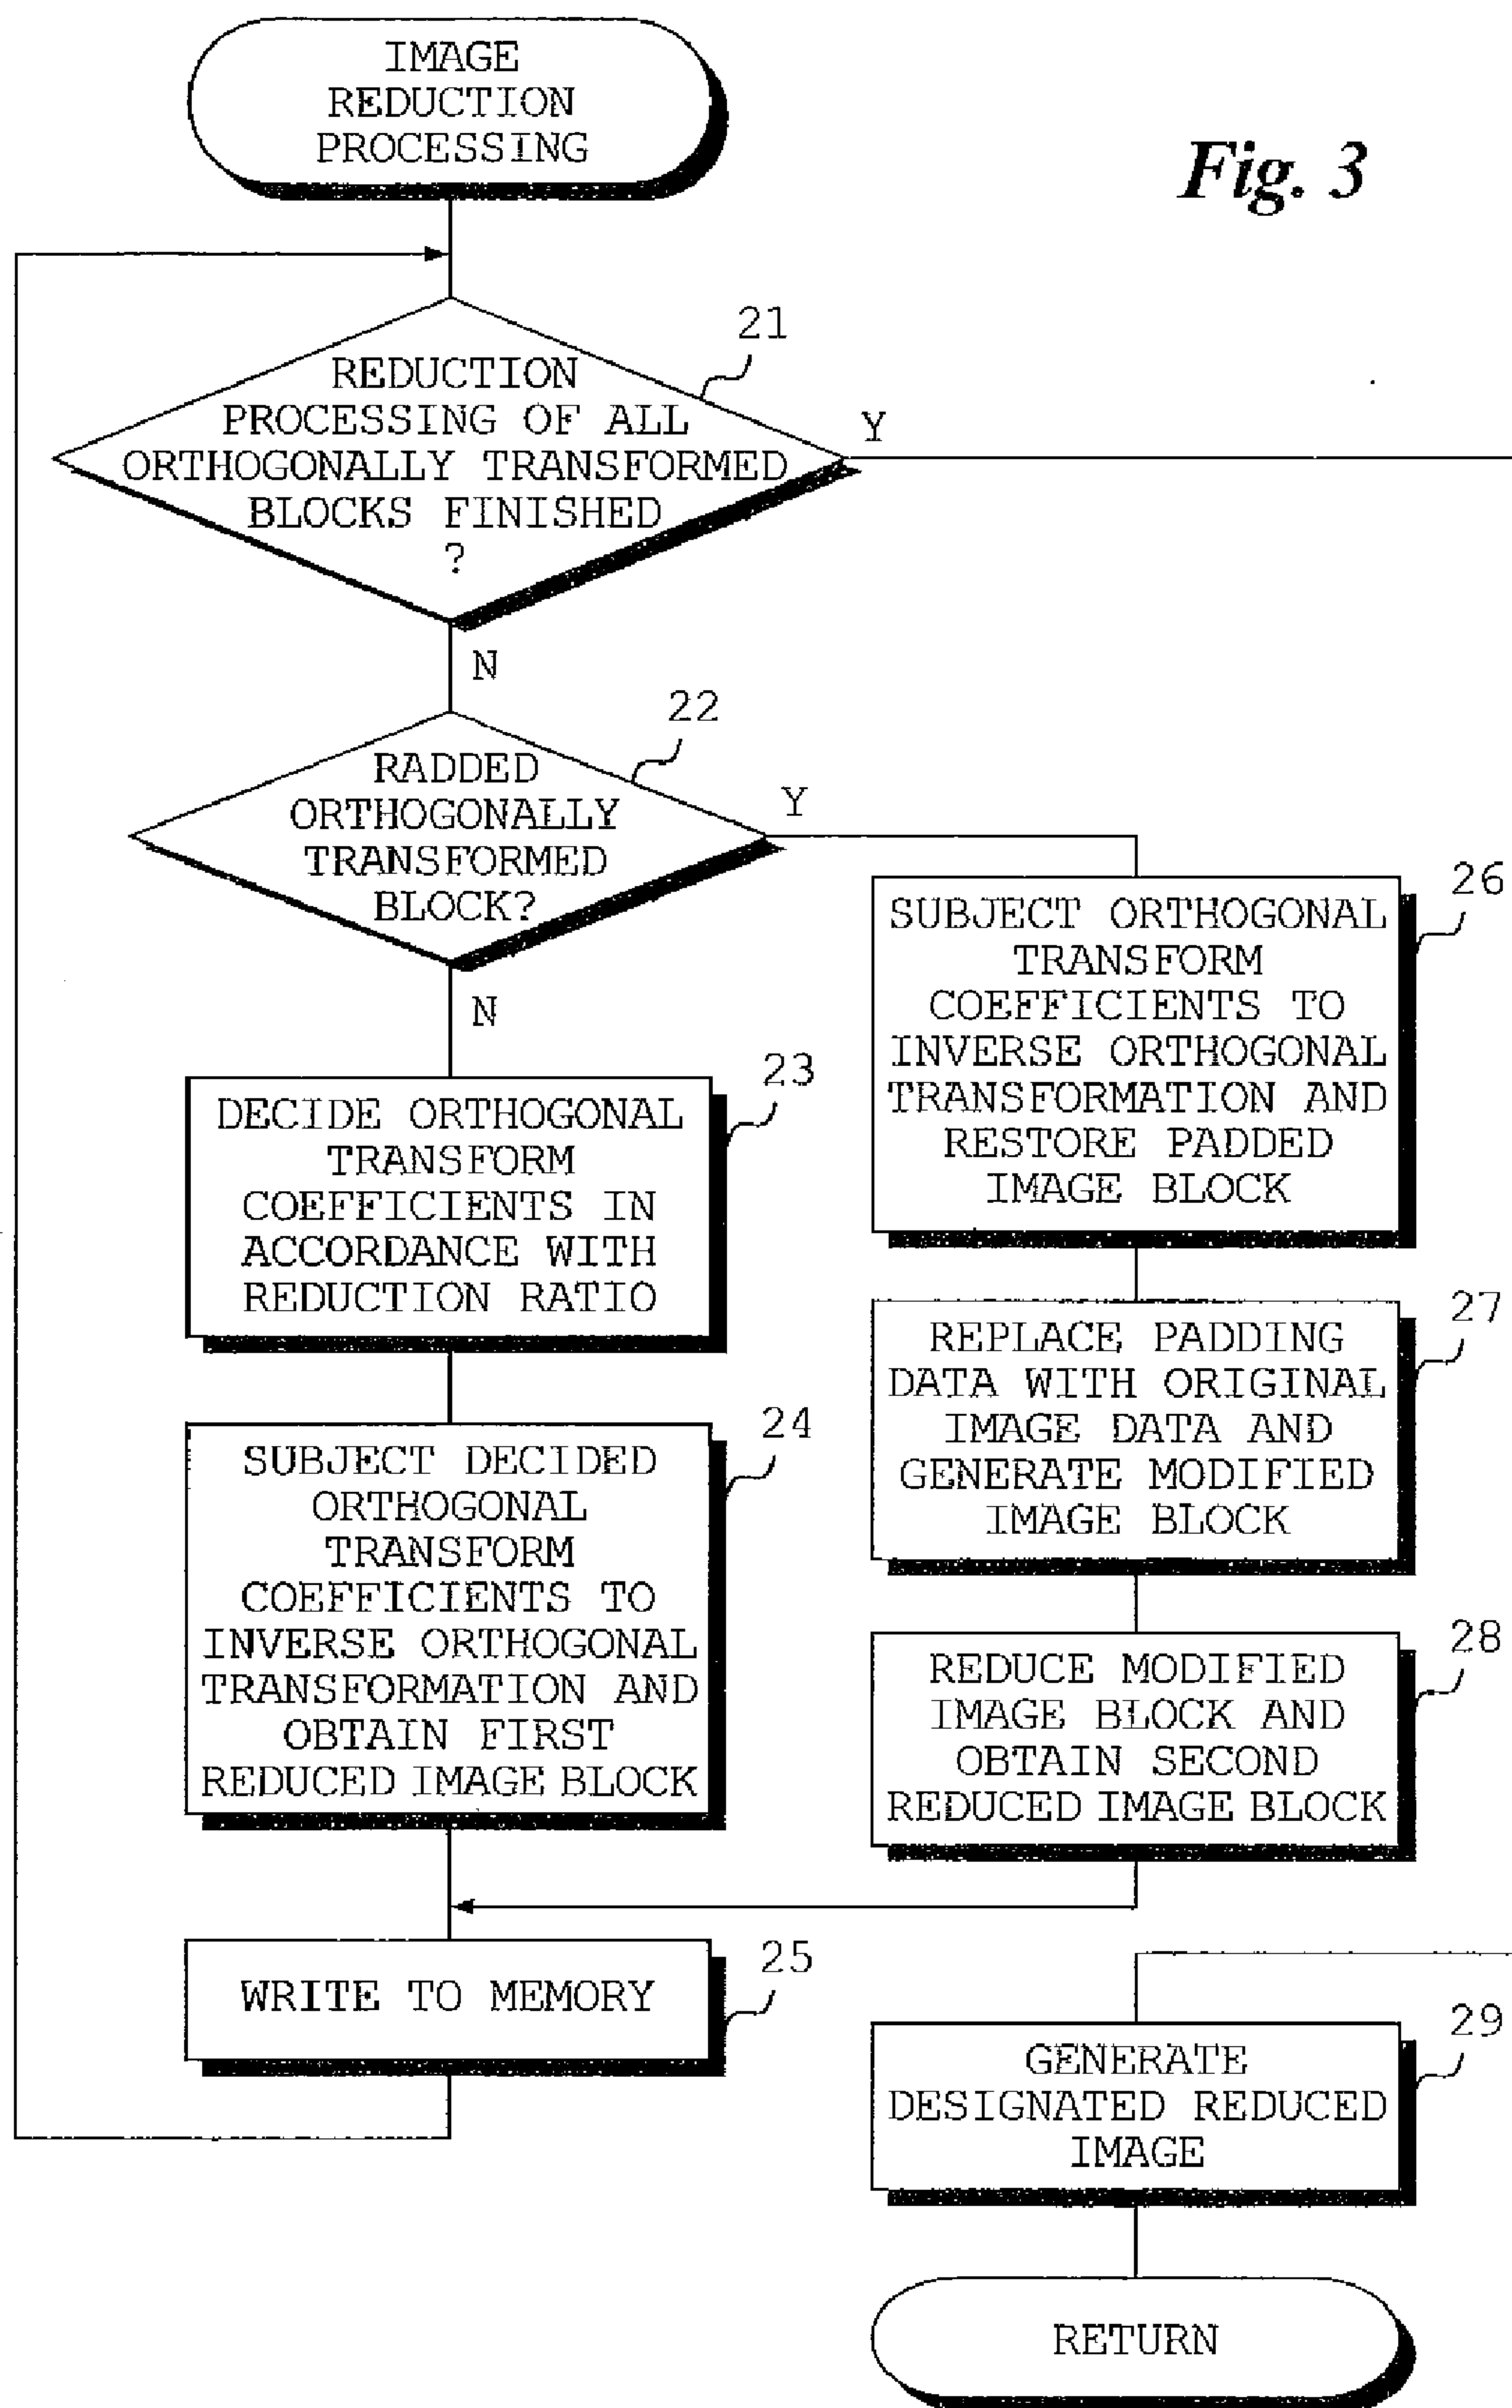 IMAGE
REDUCTION
PROCESSING
Fig. 3
21
REDUCTION
PROCESSING OF ALL
ORTHOGONALLY TRANSFORMED
BLOCKS FINISHED
?
Y
N
22
RADDED
ORTHOGONALLY
TRANSFORMED
BLOCK?
Y
N
23
DECIDE ORTHOGONAL
TRANSFORM
COEFFICIENTS IN
ACCORDANCE WITH
REDUCTION RATIO
24
SUBJECT DECIDED
ORTHOGONAL
TRANSFORM
COEFFICIENTS TO
INVERSE ORTHOGONAL
TRANSFORMATION AND
OBTAIN FIRST
REDUCED IMAGE BLOCK
25
WRITE TO MEMORY
26
SUBJECT ORTHOGONAL
TRANSFORM
COEFFICIENTS TO
INVERSE ORTHOGONAL
TRANSFORMATION AND
RESTORE PADDED
IMAGE BLOCK
27
REPLACE PADDING
DATA WITH ORIGINAL
IMAGE DATA AND
GENERATE MODIFIED
IMAGE BLOCK
28
REDUCE MODIFIED
IMAGE BLOCK AND
OBTAIN SECOND
REDUCED IMAGE BLOCK
29
GENERATE
DESIGNATED REDUCED
IMAGE
RETURN